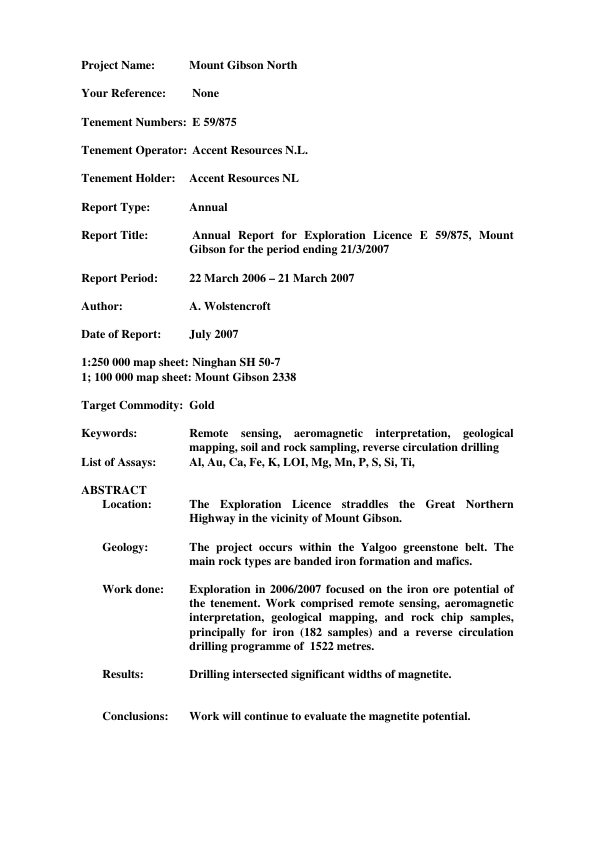 Project Name: Mount Gibson North
Your Reference: None
Tenement Numbers: E 59/875
Tenement Operator: Accent Resources N.L.
Tenement Holder: Accent Resources NL
Report Type: Annual
Report Title: Annual Report for Exploration Licence E 59/875, Mount
Gibson for the period ending 21/3/2007
Report Period: 22 March 2006 – 21 March 2007
Author: A. Wolstencroft
Date of Report: July 2007
1:250 000 map sheet: Ninghan SH 50-7
1; 100 000 map sheet: Mount Gibson 2338
Target Commodity: Gold
Keywords: Remote sensing, aeromagnetic interpretation, geological
mapping, soil and rock sampling, reverse circulation drilling
List of Assays: Al, Au, Ca, Fe, K, LOI, Mg, Mn, P, S, Si, Ti,
ABSTRACT
Location: The Exploration Licence straddles the Great Northern
Highway in the vicinity of Mount Gibson.
Geology: The project occurs within the Yalgoo greenstone belt. The
main rock types are banded iron formation and mafics.
Work done: Exploration in 2006/2007 focused on the iron ore potential of
the tenement. Work comprised remote sensing, aeromagnetic
interpretation, geological mapping, and rock chip samples,
principally for iron (182 samples) and a reverse circulation
drilling programme of 1522 metres.
Results: Drilling intersected significant widths of magnetite.
Conclusions: Work will continue to evaluate the magnetite potential.